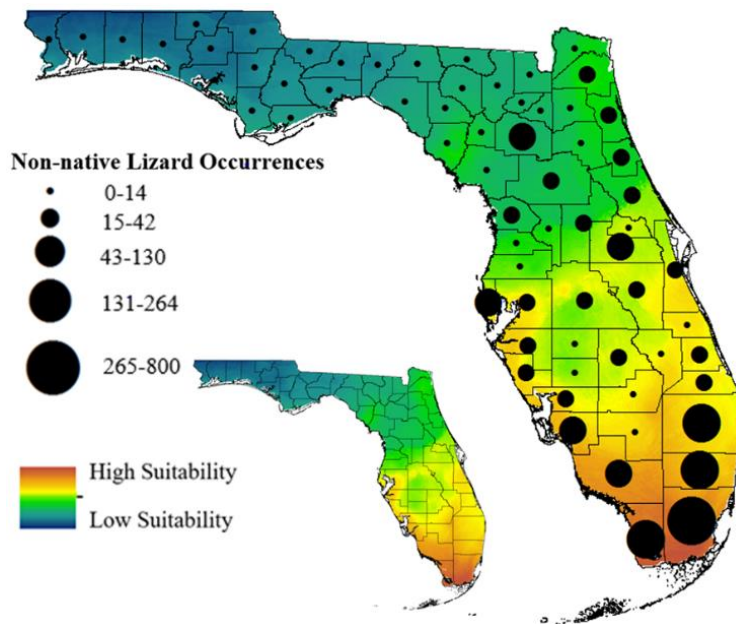 Non-native Lizard Occurrences
0-14
15-42
43-130
131-264
265-800
High Suitability
Low Suitability